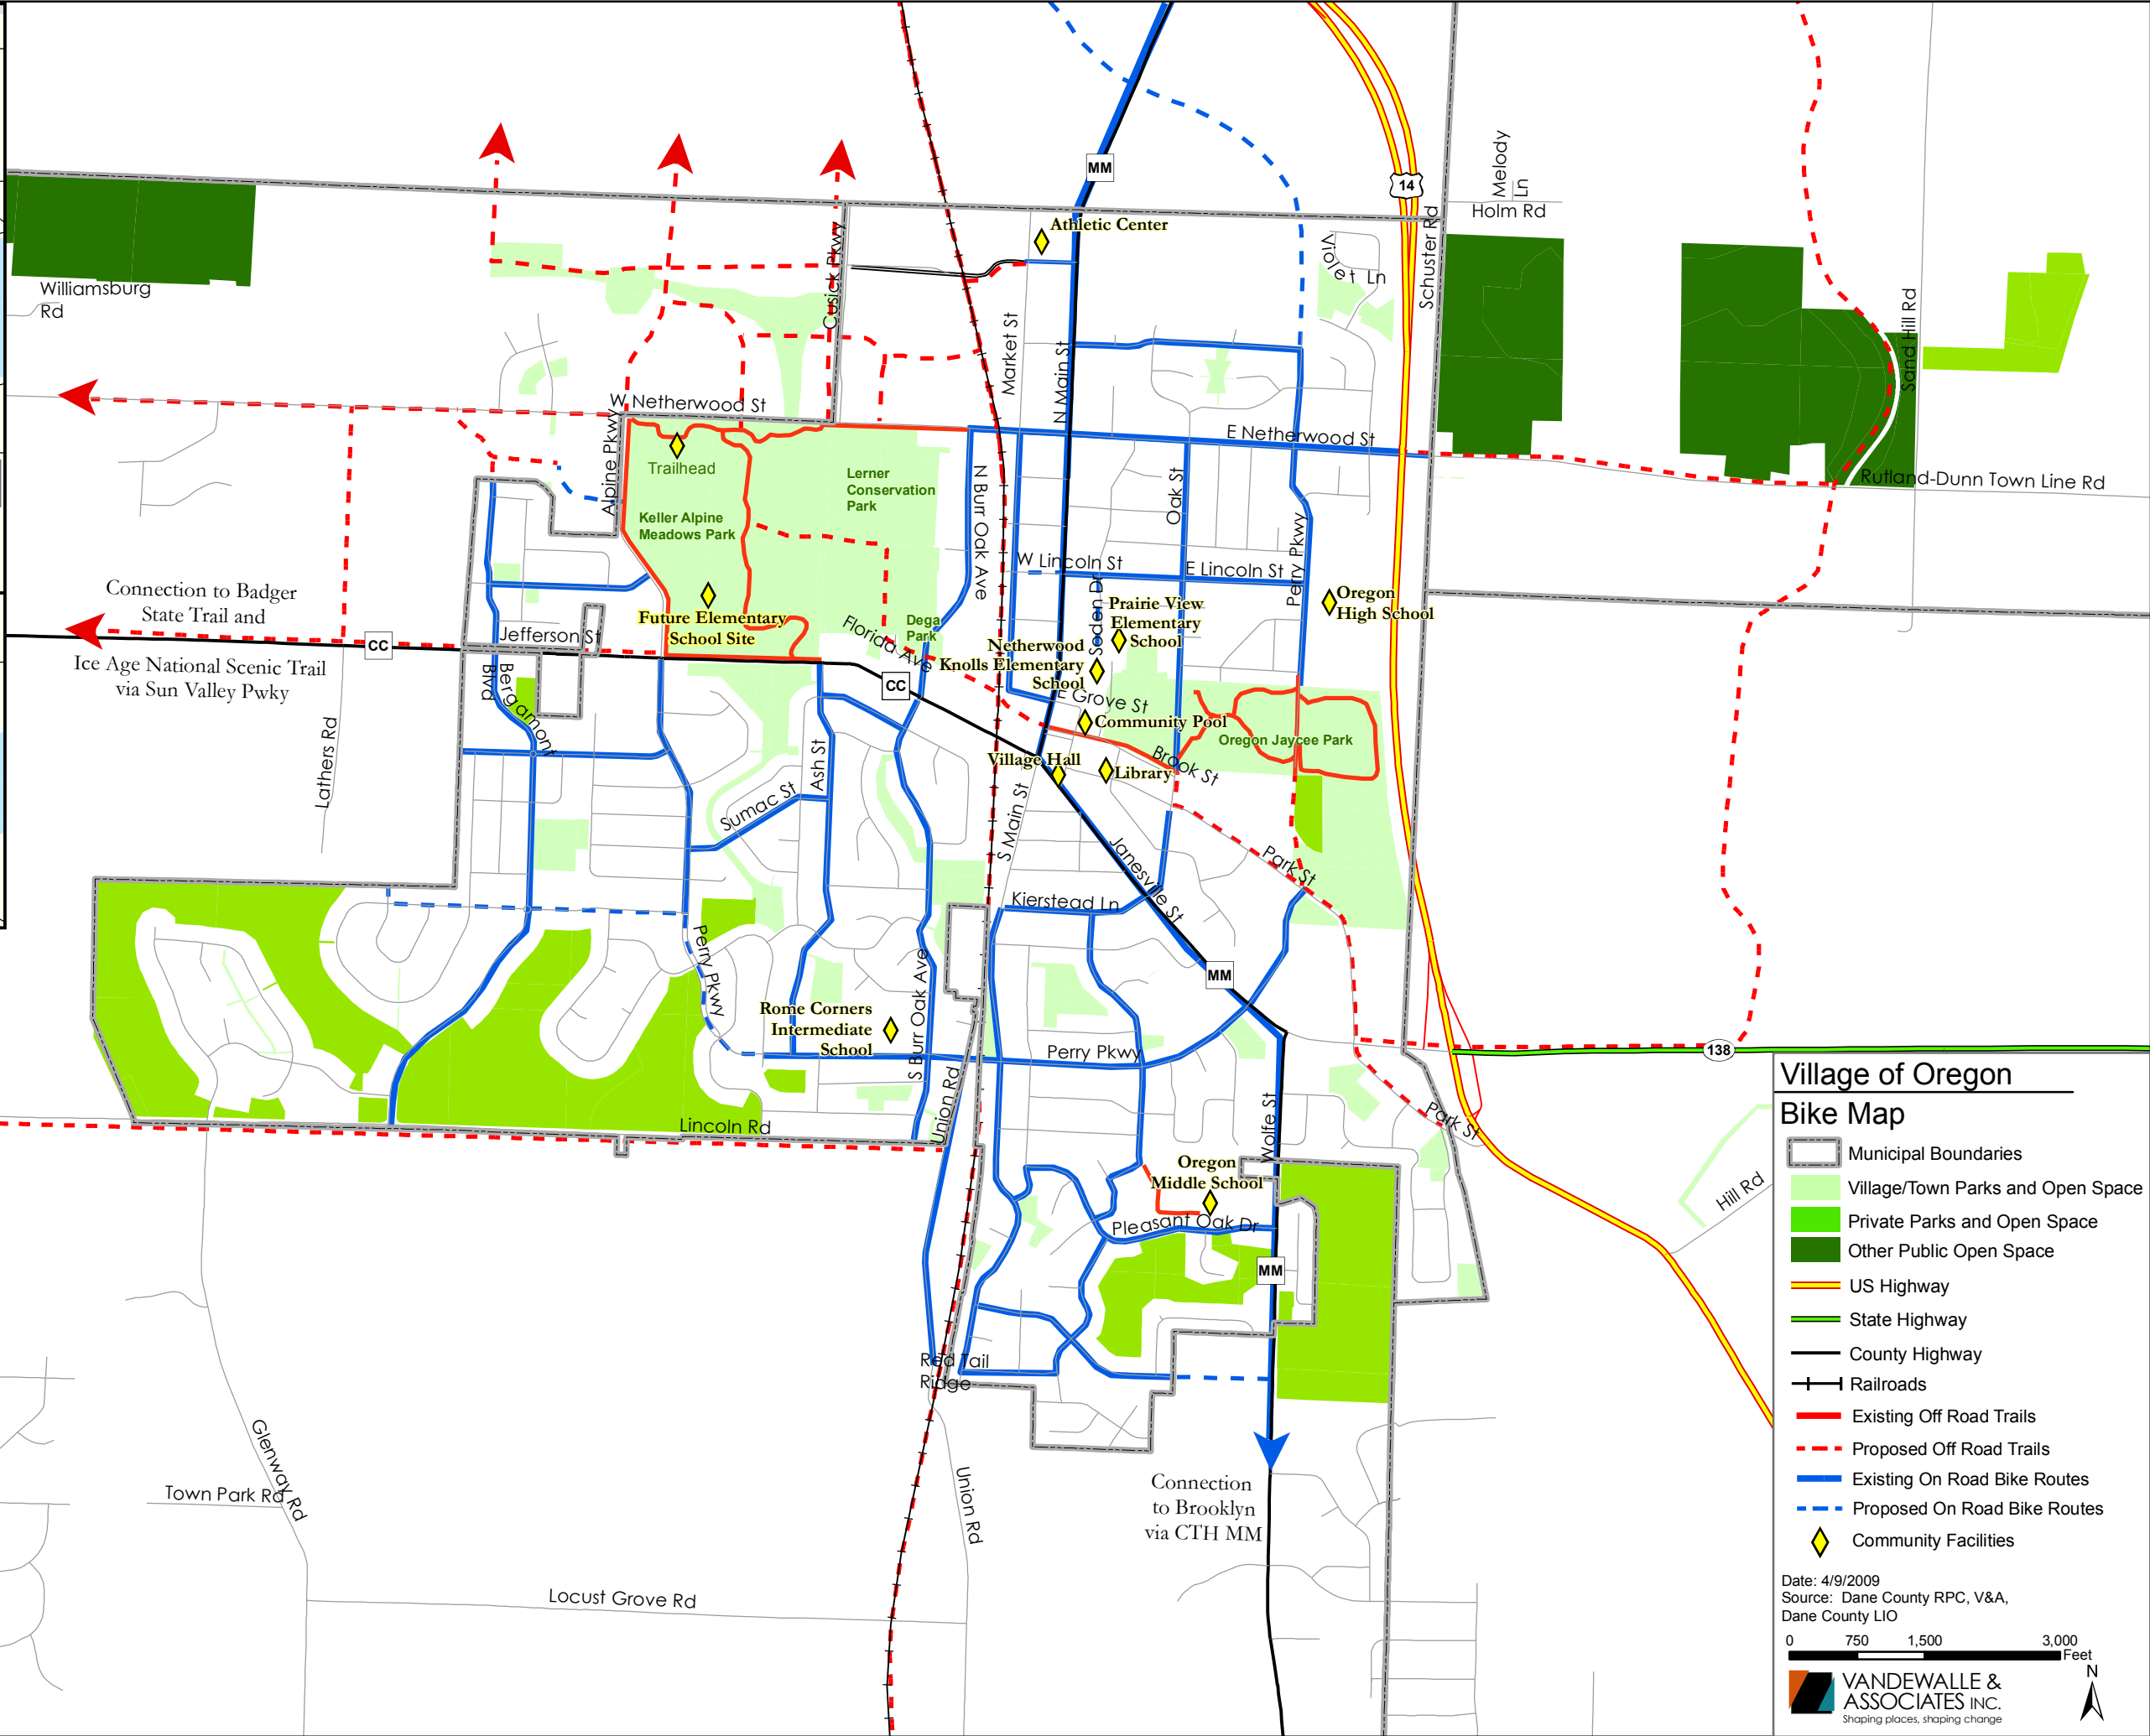 MM
14
Melody
Ln
Holm Rd
Athletic Center
Schuster Rd
Violet Ln
Cusick Pkwy
Williamsburg
Rd
Market St
N Main St
Sand Hill Rd
W Netherwood St
Alpine Pkwy
E Netherwood St
Trailhead
Lerner
Conservation
Park
Rutland-Dunn Town Line Rd
Keller Alpine
Meadows Park
N Burr Oak Ave
Oak St
Perry Pkwy
W Lincoln St
E Lincoln St
Soden Dr
Connection to Badger
State Trail and
Oregon
High School
Prairie View
Elementary
School
Future Elementary
School Site
Dega
Park
Florida Ave
Jefferson St
CC
Netherwood
Knolls Elementary
School
Ice Age National Scenic Trail
via Sun Valley Pwky
Bergamont
Blvd
CC
E Grove St
Community Pool
Oregon Jaycee Park
Lathers Rd
Ash St
Village Hall
Library
Brook St
Sumac St
S Main St
Janesville St
Park St
Kierstead Ln
Perry Pkwy
S Burr Oak Ave
MM
Rome Corners
Intermediate
School
Perry Pkwy
138
Union Rd
Lincoln Rd
Wolfe St
Park St
Oregon
Middle School
Hill Rd
Pleasant Oak Dr
MM
Red Tail
Ridge
Glenway Rd
Town Park Rd
Union Rd
Connection
to Brooklyn
via CTH MM
Locust Grove Rd
Village of Oregon
Bike Map
Municipal Boundaries
Village/Town Parks and Open Space
Private Parks and Open Space
Other Public Open Space
US Highway
State Highway
County Highway
Railroads
Existing Off Road Trails
Proposed Off Road Trails
Existing On Road Bike Routes
Proposed On Road Bike Routes
Community Facilities
Date: 4/9/2009
Source: Dane County RPC, V&A,
Dane County LIO
0 750 1,500 3,000
Feet
N
VANDEWALLE &
ASSOCIATES INC.
Shaping places, shaping change